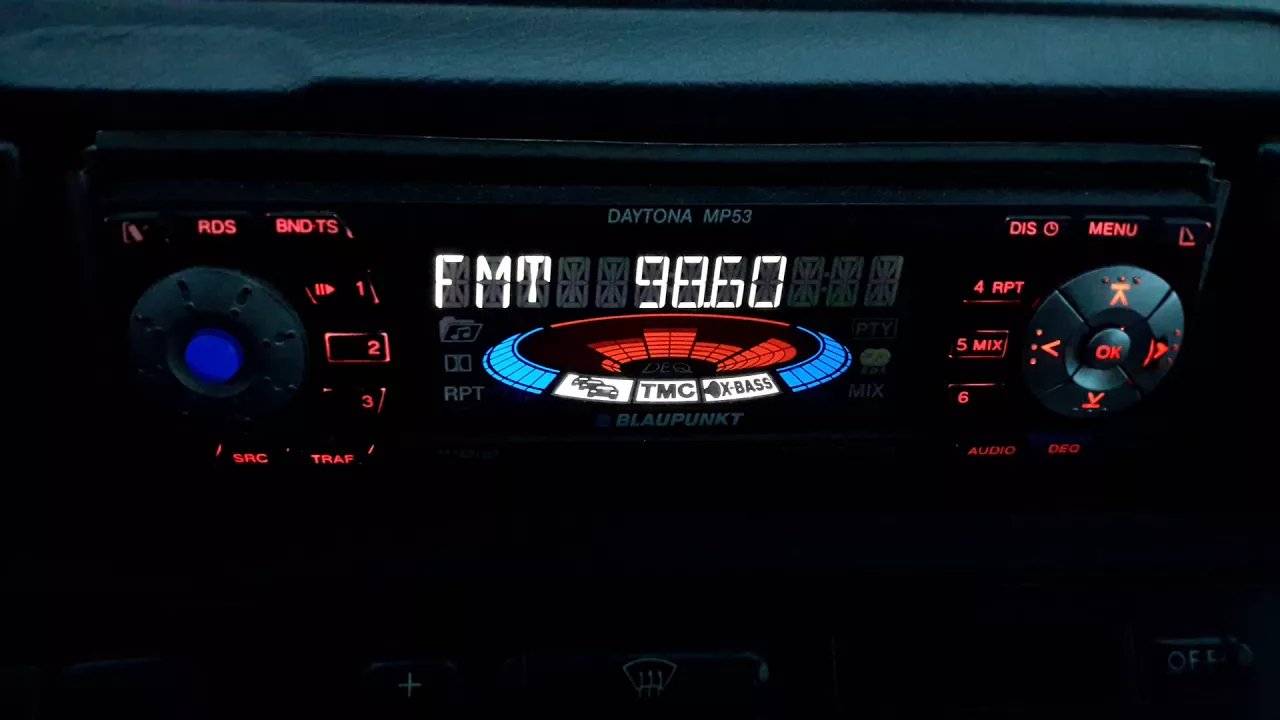 DAYTONA MP53
RDS BND·TS
DIS MENU
FMT 98.60
1
4 RPT
PTY
2
5 MIX
OK
DEQ
RPT
TMC
X-BASS
MIX
3
6
BLAUPUNKT
SRC TRAF
AUDIO DEQ
+
OFF